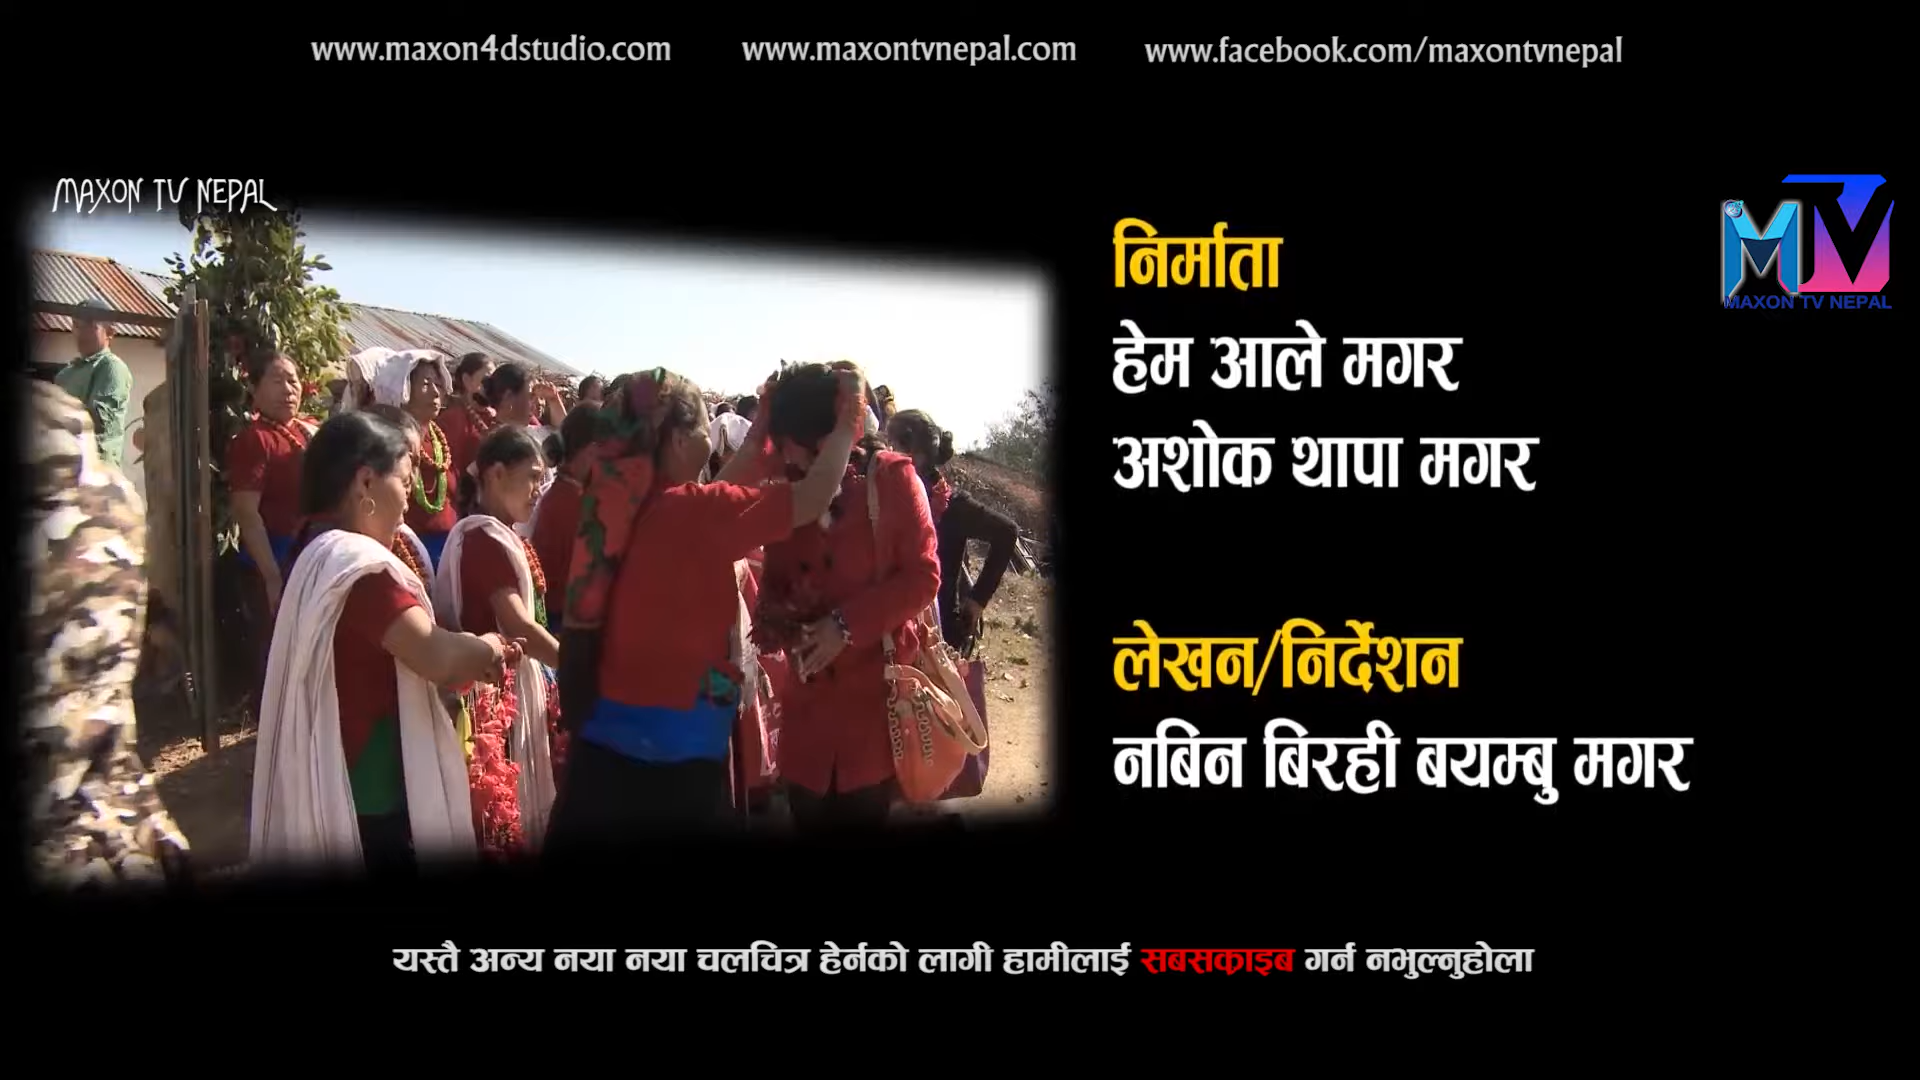 www.maxon4dstudio.com www.maxontvnepal.com www.facebook.com/maxontvnepal
MAXON TV NEPAL
MTV
MAXON TV NEPAL
निर्माता
हेम आले मगर
अशोक थापा मगर
लेखन/निर्देशन
नबिन बिरही बयम्बु मगर
यस्तै अन्य नया नया चलचित्र हेर्नको लागी हामीलाई सबसक्राइब गर्न नभुल्नुहोला